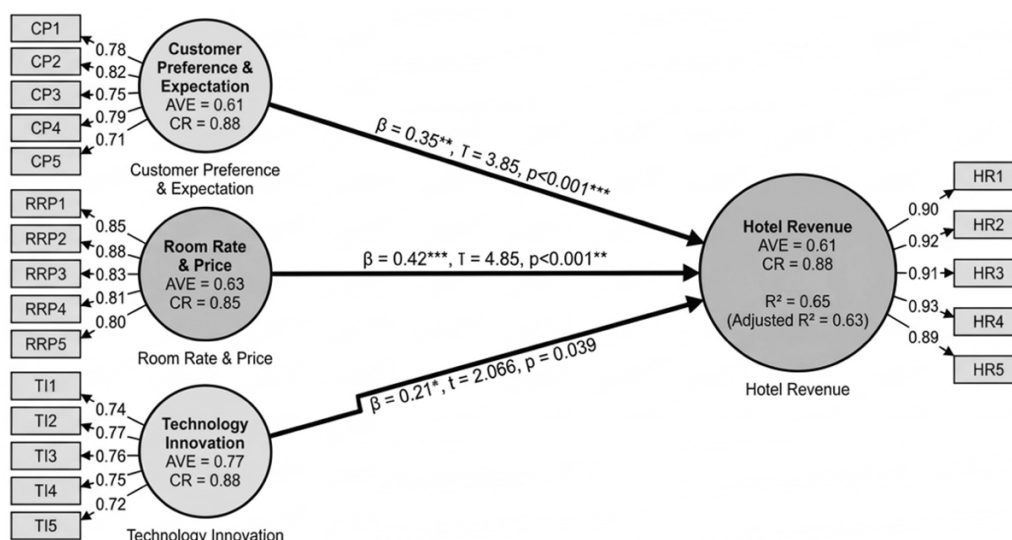 CP1
CP2
CP3
CP4
CP5
0.78
0.82
0.75
0.79
0.71
Customer
Preference &
Expectation
AVE = 0.61
CR = 0.88
Customer Preference
& Expectation
RRP1
RRP2
RRP3
RRP4
RRP5
0.85
0.88
0.83
0.81
0.80
Room Rate
& Price
AVE = 0.63
CR = 0.85
Room Rate & Price
TI1
TI2
TI3
TI4
TI5
0.74
0.77
0.76
0.75
0.72
Technology
Innovation
AVE = 0.77
CR = 0.88
Technology Innovation
β = 0.35**, T = 3.85, p<0.001***
β = 0.42***, T = 4.85, p<0.001**
β = 0.21*, t = 2.066, p = 0.039
Hotel Revenue
AVE = 0.61
CR = 0.88
R² = 0.65
(Adjusted R² = 0.63)
Hotel Revenue
0.90
0.92
0.91
0.93
0.89
HR1
HR2
HR3
HR4
HR5